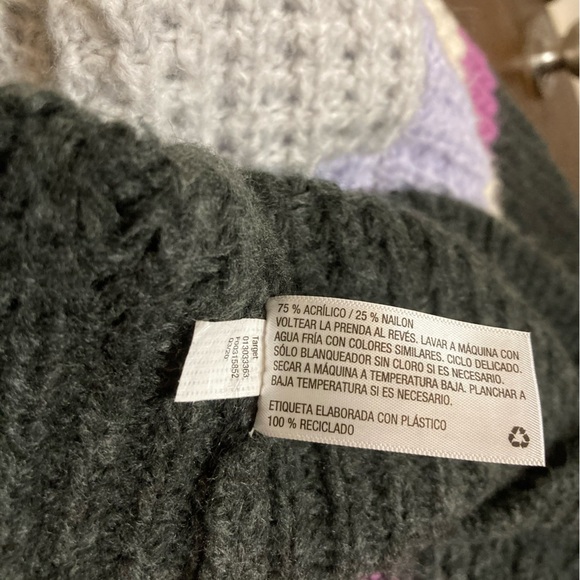 75 % ACRÍLICO / 25 % NAILON
VOLTEAR LA PRENDA AL REVÉS. LAVAR A MÁQUINA CON
AGUA FRÍA CON COLORES SIMILARES. CICLO DELICADO.
SÓLO BLANQUEADOR SIN CLORO SI ES NECESARIO.
SECAR A MÁQUINA A TEMPERATURA BAJA. PLANCHAR A
BAJA TEMPERATURA SI ES NECESARIO.
ETIQUETA ELABORADA CON PLÁSTICO
100 % RECICLADO
Target
013033363